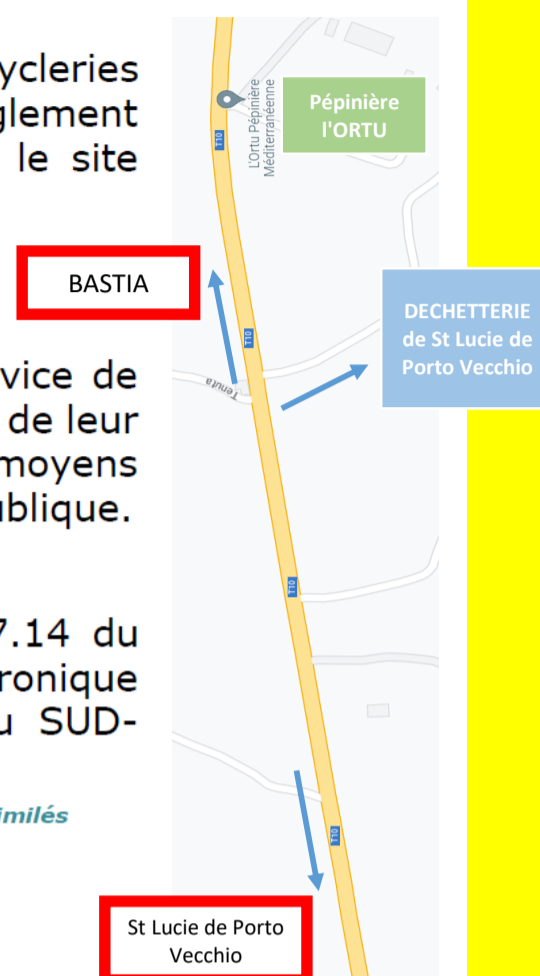 ycleries
glement
le site
vice de
de leur
moyens
ublique.
7.14 du
ronique
u SUD-
imilés
L'Ortu Pépinière
Méditerranéenne
Pépinière
l'ORTU
T10
BASTIA
DECHETTERIE
de St Lucie de
Porto Vecchio
T10
Tenuta
T10
T10
St Lucie de Porto
Vecchio